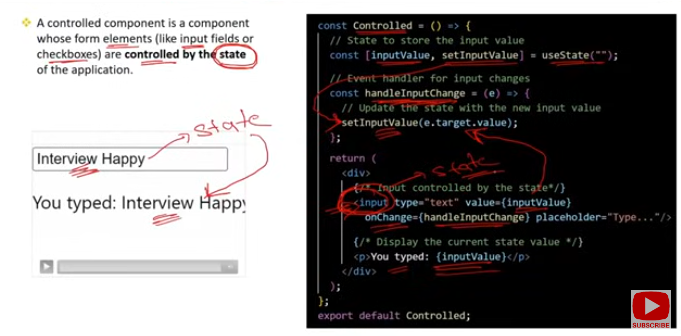 A controlled component is a component
whose form elements (like input fields or
checkboxes) are controlled by the state
of the application.
state
Interview Happy
You typed: Interview Happy
const Controlled = () => {
// State to store the input value
const [inputValue, setInputValue] = useState("");
// Event handler for input changes
const handleInputChange = (e) => {
// Update the state with the new input value
setInputValue(e.target.value);
};
return (
state
<div>
{/* Input controlled by the state*/}
<input type="text" value={inputValue}
onChange={handleInputChange} placeholder="Type..."/>
{/* Display the current state value */}
<p>You typed: {inputValue}</p>
</div>
);
};
export default Controlled;
SUBSCRIBE